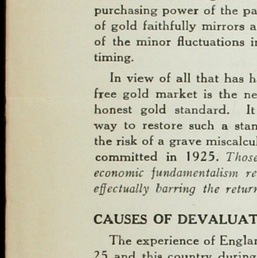 purchasing power of the pa
of gold faithfully mirrors a
of the minor fluctuations i
timing.
In view of all that has h
free gold market is the ne
honest gold standard. It
way to restore such a stan
the risk of a grave miscalcul
committed in 1925. Those
economic fundamentalism re
effectually barring the return
CAUSES OF DEVALUAT
The experience of Englan
25 and this country during